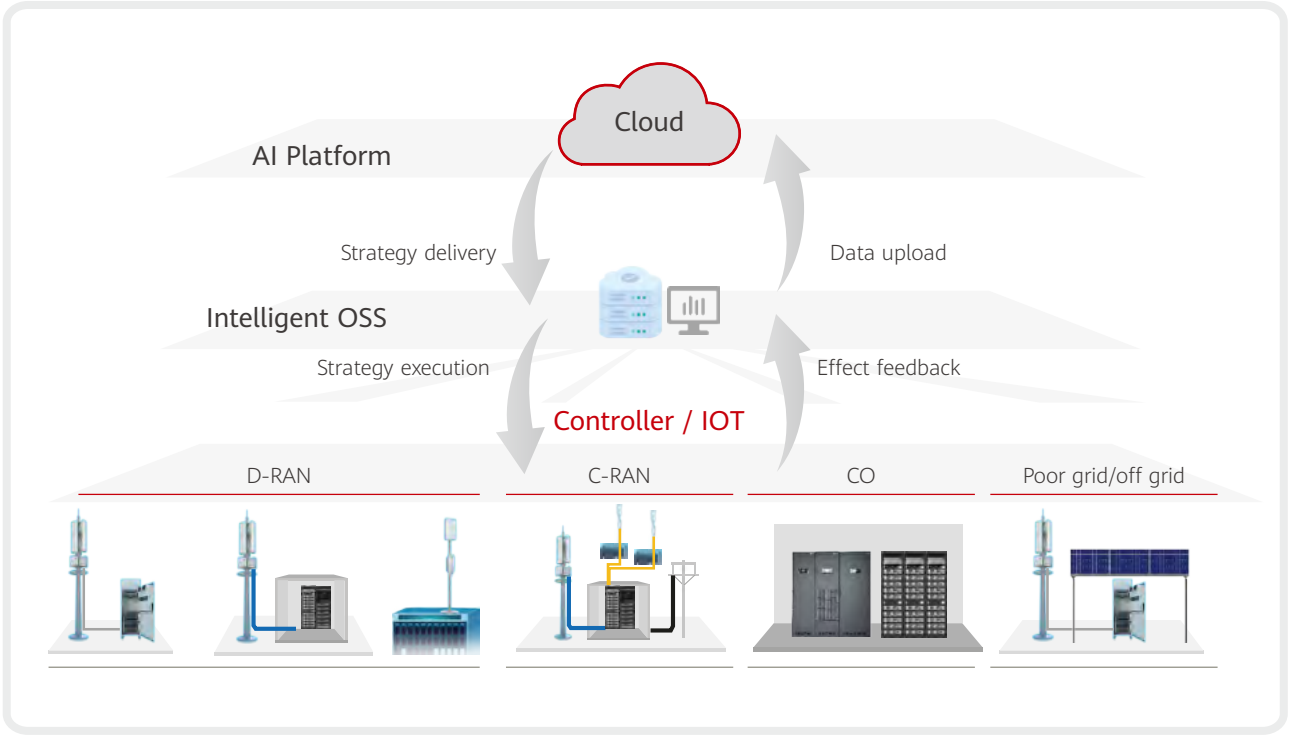 Cloud
AI Platform
Strategy delivery
Data upload
Intelligent OSS
Strategy execution
Effect feedback
Controller / IOT
D-RAN
C-RAN
CO
Poor grid/off grid